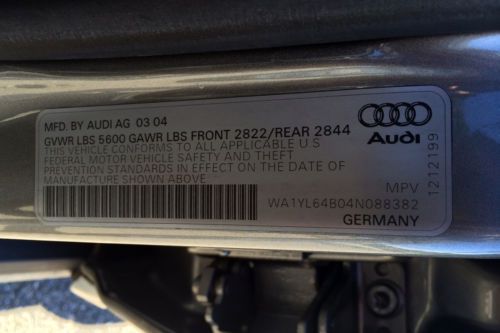 MFD. BY AUDI AG 03 04
GVWR LBS 5600 GAWR LBS FRONT 2822/REAR 2844
THIS VEHICLE CONFORMS TO ALL APPLICABLE U S
FEDERAL MOTOR VEHICLE SAFETY AND THEFT
PREVENTION STANDARDS IN EFFECT ON THE DATE OF
MANUFACTURE SHOWN ABOVE
Audi
1212199
MPV
WA1YL64B04N088382
GERMANY